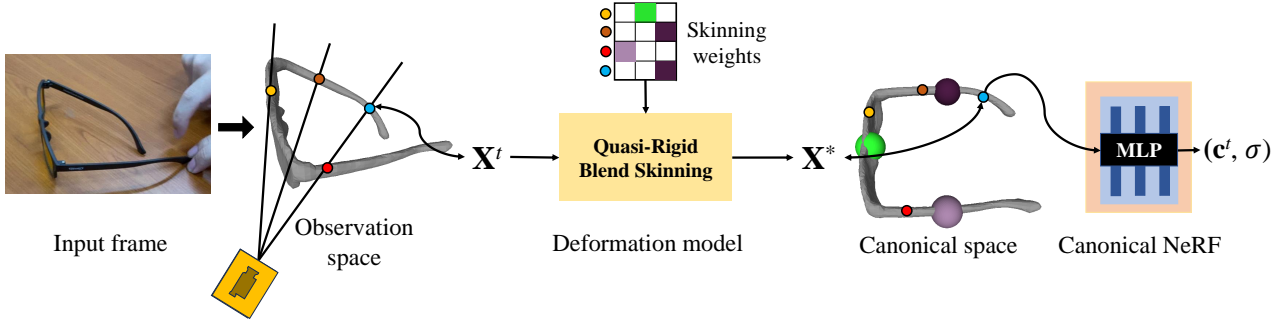 Skinning
weights
X^t
Quasi-Rigid
Blend Skinning
X*
MLP
(c^t, σ)
Input frame
Observation
space
Deformation model
Canonical space
Canonical NeRF